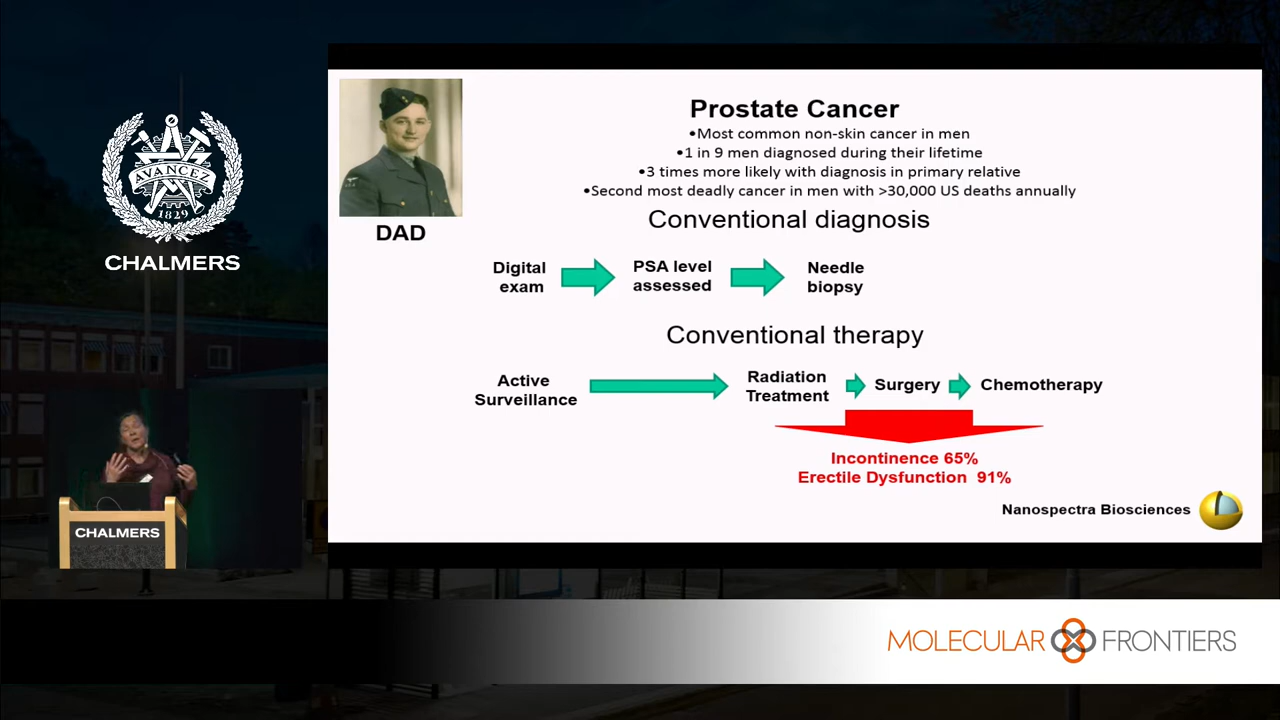 AVANCEZ
1829
CHALMERS
CHALMERS
DAD
Prostate Cancer
•Most common non-skin cancer in men
•1 in 9 men diagnosed during their lifetime
•3 times more likely with diagnosis in primary relative
•Second most deadly cancer in men with >30,000 US deaths annually
Conventional diagnosis
Digital exam
PSA level assessed
Needle biopsy
Conventional therapy
Active Surveillance
Radiation Treatment
Surgery
Chemotherapy
Incontinence 65%
Erectile Dysfunction 91%
Nanospectra Biosciences
MOLECULAR FRONTIERS